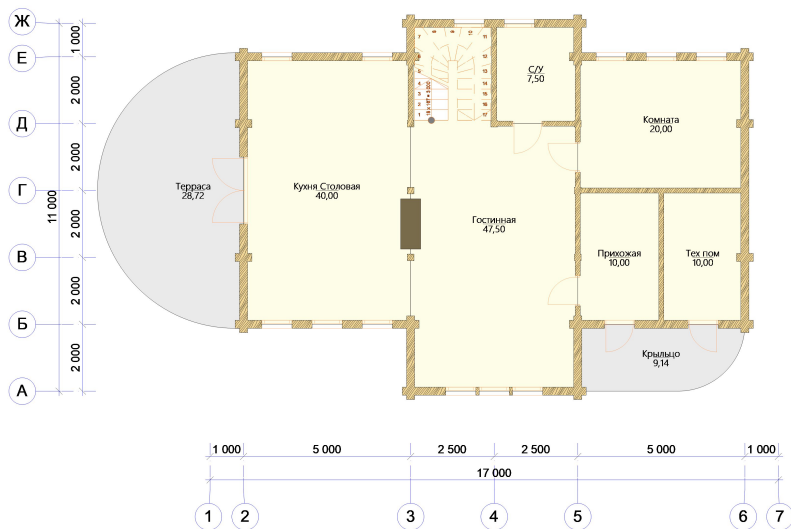 Ж
Е
Д
Г
В
Б
А
1 000
2 000
2 000
2 000
2 000
2 000
11 000
С/У
7,50
Комната
20,00
Терраса
28,72
Кухня Столовая
40,00
Гостинная
47,50
Прихожая
10,00
Тех пом
10,00
Крыльцо
9,14
1 000
5 000
2 500
2 500
5 000
1 000
17 000
1
2
3
4
5
6
7